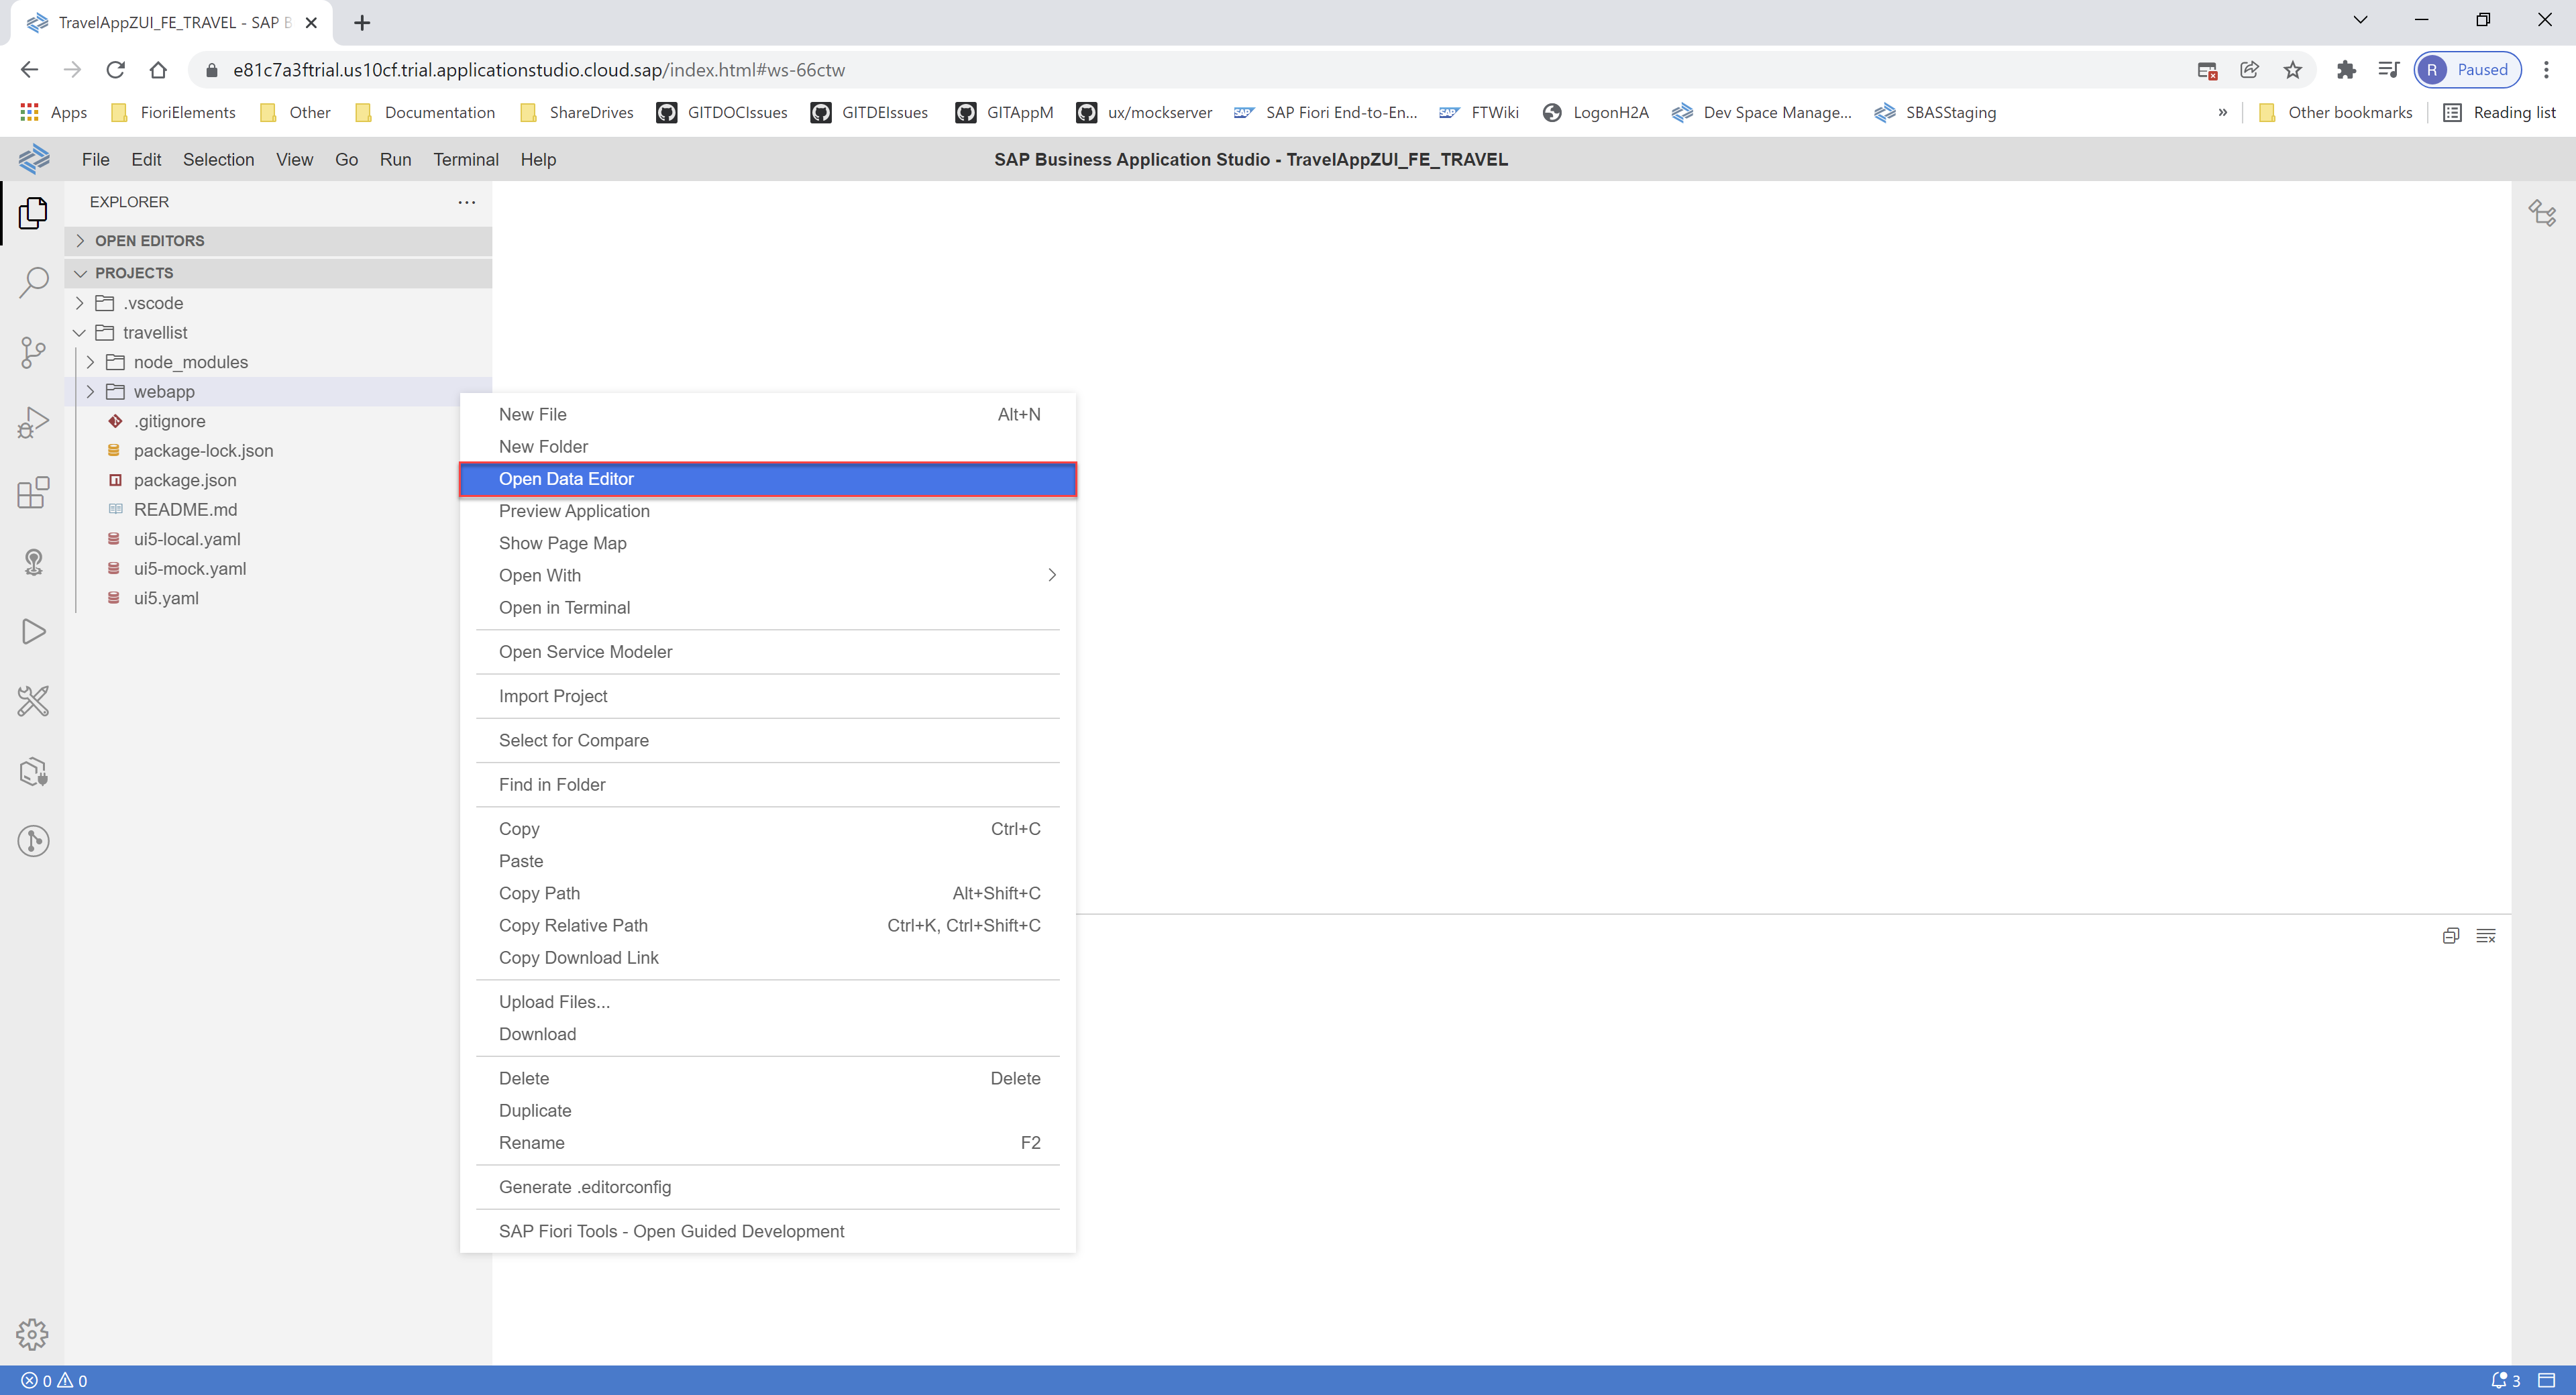 TravelAppZUI_FE_TRAVEL - SAP B
e81c7a3ftrial.us10cf.trial.applicationstudio.cloud.sap/index.html#ws-66ctw
R Paused
Apps FioriElements Other Documentation ShareDrives GITDOCIssues GITDEIssues GITAppM ux/mockserver SAP SAP Fiori End-to-En... SAP FTWiki LogonH2A Dev Space Manage... SBASStaging » Other bookmarks Reading list
File Edit Selection View Go Run Terminal Help SAP Business Application Studio - TravelAppZUI_FE_TRAVEL
EXPLORER
OPEN EDITORS
PROJECTS
.vscode
travellist
node_modules
webapp
.gitignore
package-lock.json
package.json
README.md
ui5-local.yaml
ui5-mock.yaml
ui5.yaml
New File Alt+N
New Folder
Open Data Editor
Preview Application
Show Page Map
Open With
Open in Terminal
Open Service Modeler
Import Project
Select for Compare
Find in Folder
Copy Ctrl+C
Paste
Copy Path Alt+Shift+C
Copy Relative Path Ctrl+K, Ctrl+Shift+C
Copy Download Link
Upload Files...
Download
Delete Delete
Duplicate
Rename F2
Generate .editorconfig
SAP Fiori Tools - Open Guided Development
0 0 3